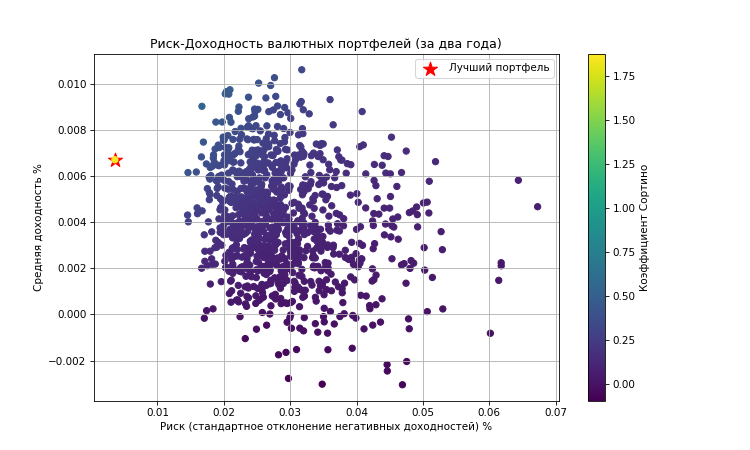 Риск-Доходность валютных портфелей (за два года)
Лучший портфель
Средняя доходность %
0.010
0.008
0.006
0.004
0.002
0.000
−0.002
0.01 0.02 0.03 0.04 0.05 0.06 0.07
Риск (стандартное отклонение негативных доходностей) %
1.75
1.50
1.25
1.00
0.75
0.50
0.25
0.00
Коэффициент Сортино